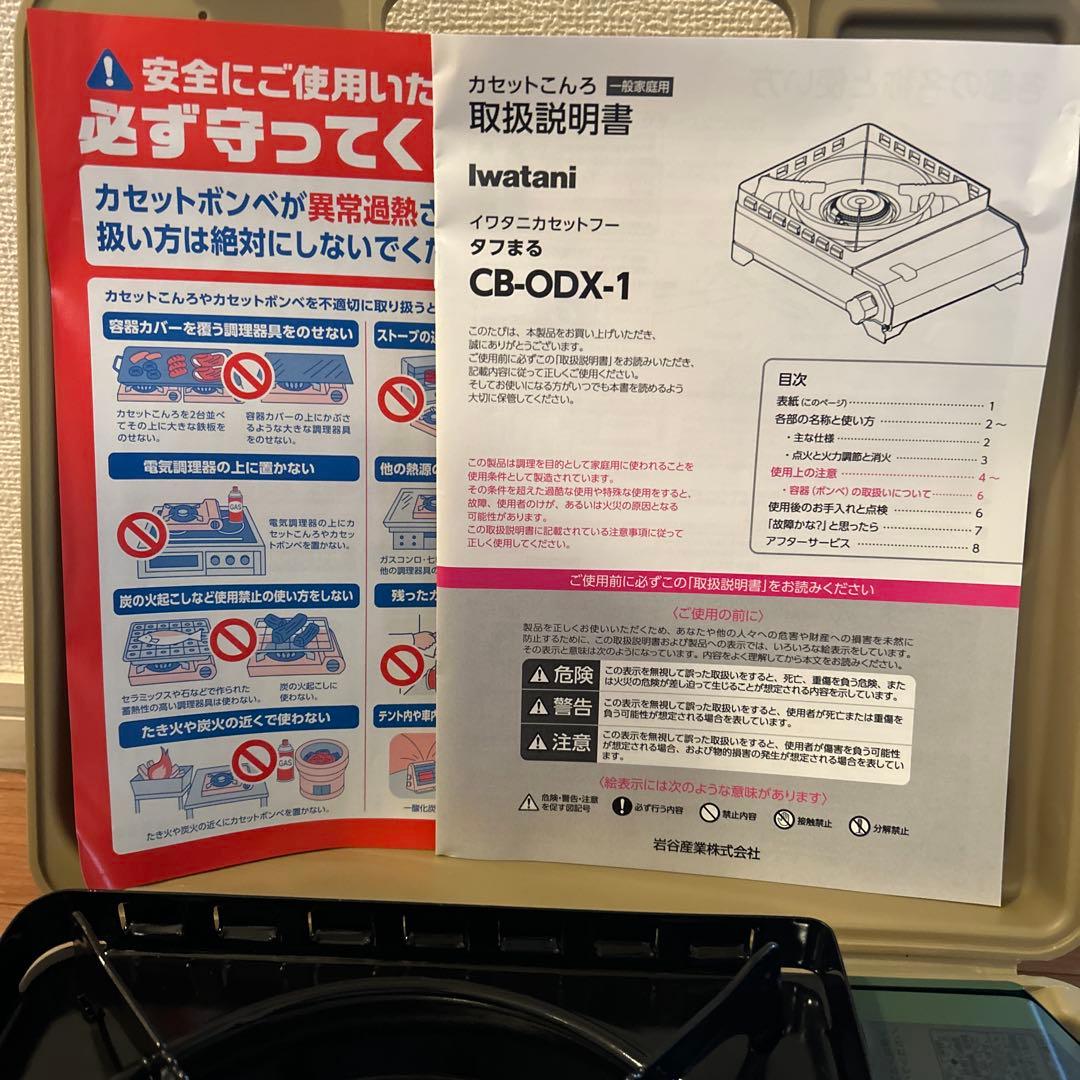 安全にご使用いた
必ず守ってく
カセットボンベが異常過熱さ
扱い方は絶対にしないでくだ
カセットこんろやカセットボンベを不適切に取り扱うと
容器カバーを覆う調理器具をのせない
カセットこんろを2台並べ
てその上に大きな鉄板を
のせない。
容器カバーの上にかぶさ
るような大きな調理器具
をのせない。
ストーブの近
電気調理器の上に置かない
GAS
電気調理器の上にカ
セットこんろやカセッ
トボンベを置かない。
他の熱源の
ガスコンロ・七
他の調理器具の
炭の火起こしなど使用禁止の使い方をしない
セラミックスや石などで作られた
蓄熱性の高い調理器具は使わない。
炭の火起こしに
使わない。
残ったガ
たき火や炭火の近くで使わない
GAS
たき火や炭火の近くにカセットボンベを置かない。
テント内や車内
一酸化炭
カセットこんろ 一般家庭用
取扱説明書
Iwatani
イワタニカセットフー
タフまる
CB-ODX-1
このたびは、本製品をお買い上げいただき、
誠にありがとうございます。
ご使用前に必ずこの「取扱説明書」をお読みいただき、
記載内容に従って正しくご使用ください。
そしてお使いになる方がいつでも本書を読めるよう
大切に保管してください。
この製品は調理を目的として家庭用に使われることを
使用条件として製造されています。
その条件を超えた過酷な使用や特殊な使用をすると、
故障、使用者のけが、あるいは火災の原因となる
可能性があります。
この取扱説明書に記載されている注意事項に従って
正しく使用してください。
目次
表紙(このページ)‥‥‥‥‥‥ 1
各部の名称と使い方 ‥‥‥‥‥‥ 2～
・主な仕様 ‥‥‥‥‥‥ 2
・点火と火力調節と消火 ‥‥‥‥‥‥ 3
使用上の注意 ‥‥‥‥‥‥ 4～
・容器(ボンベ)の取扱いについて‥‥‥‥ 6
使用後のお手入れと点検 ‥‥‥‥‥‥ 6
「故障かな?」と思ったら ‥‥‥‥‥‥ 7
アフターサービス ‥‥‥‥‥‥ 8
ご使用前に必ずこの「取扱説明書」をお読みください
〈ご使用の前に〉
製品を正しくお使いいただくため、あなたや他の人々への危害や財産への損害を未然に
防止するために、この取扱説明書および製品への表示では、いろいろな絵表示をしています。
その表示と意味は次のようになっています。内容をよく理解してから本文をお読みください。
危険 この表示を無視して誤った取扱いをすると、死亡、重傷を負う危険、また
は火災の危険が差し迫って生じることが想定される内容を示しています。
警告 この表示を無視して誤った取扱いをすると、使用者が死亡または重傷を
負う可能性が想定される場合を表しています。
注意 この表示を無視して誤った取扱いをすると、使用者が傷害を負う可能性
が想定される場合、および物的損害の発生が想定される場合を表してい
ます。
〈絵表示には次のような意味があります〉
危険・警告・注意
を促す図記号
必ず行う内容
禁止内容
接触禁止
分解禁止
岩谷産業株式会社